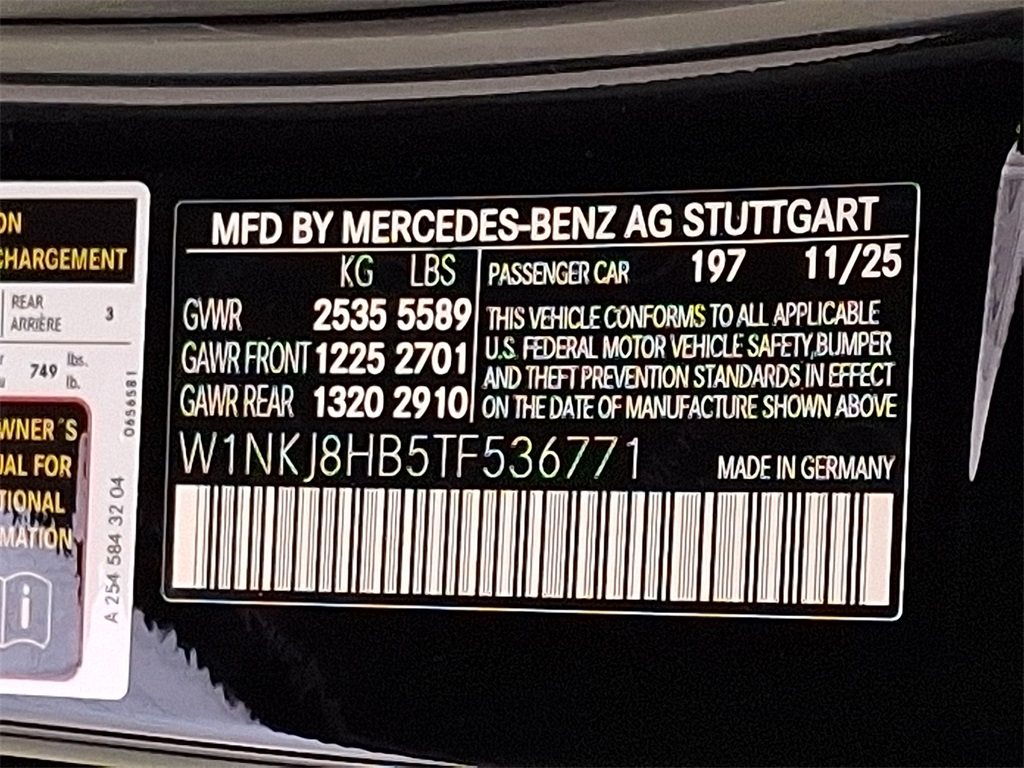 ON
CHARGEMENT
REAR
ARRIÈRE
3
749 lbs.
lb.
0656581
WNER´S
UAL FOR
TIONAL
MATION
i
A 254 584 32 04
MFD BY MERCEDES-BENZ AG STUTTGART
KG LBS
GVWR 2535 5589
GAWR FRONT 1225 2701
GAWR REAR 1320 2910
PASSENGER CAR 197 11/25
THIS VEHICLE CONFORMS TO ALL APPLICABLE
U.S. FEDERAL MOTOR VEHICLE SAFETY,BUMPER
AND THEFT PREVENTION STANDARDS IN EFFECT
ON THE DATE OF MANUFACTURE SHOWN ABOVE
W1NKJ8HB5TF536771
MADE IN GERMANY